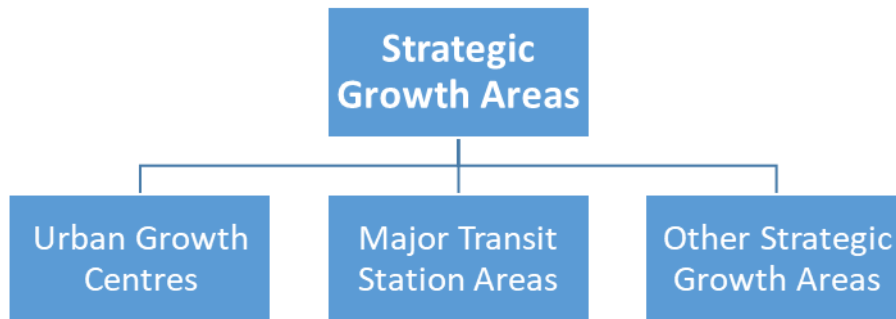 Strategic
Growth Areas
Urban Growth
Centres
Major Transit
Station Areas
Other Strategic
Growth Areas